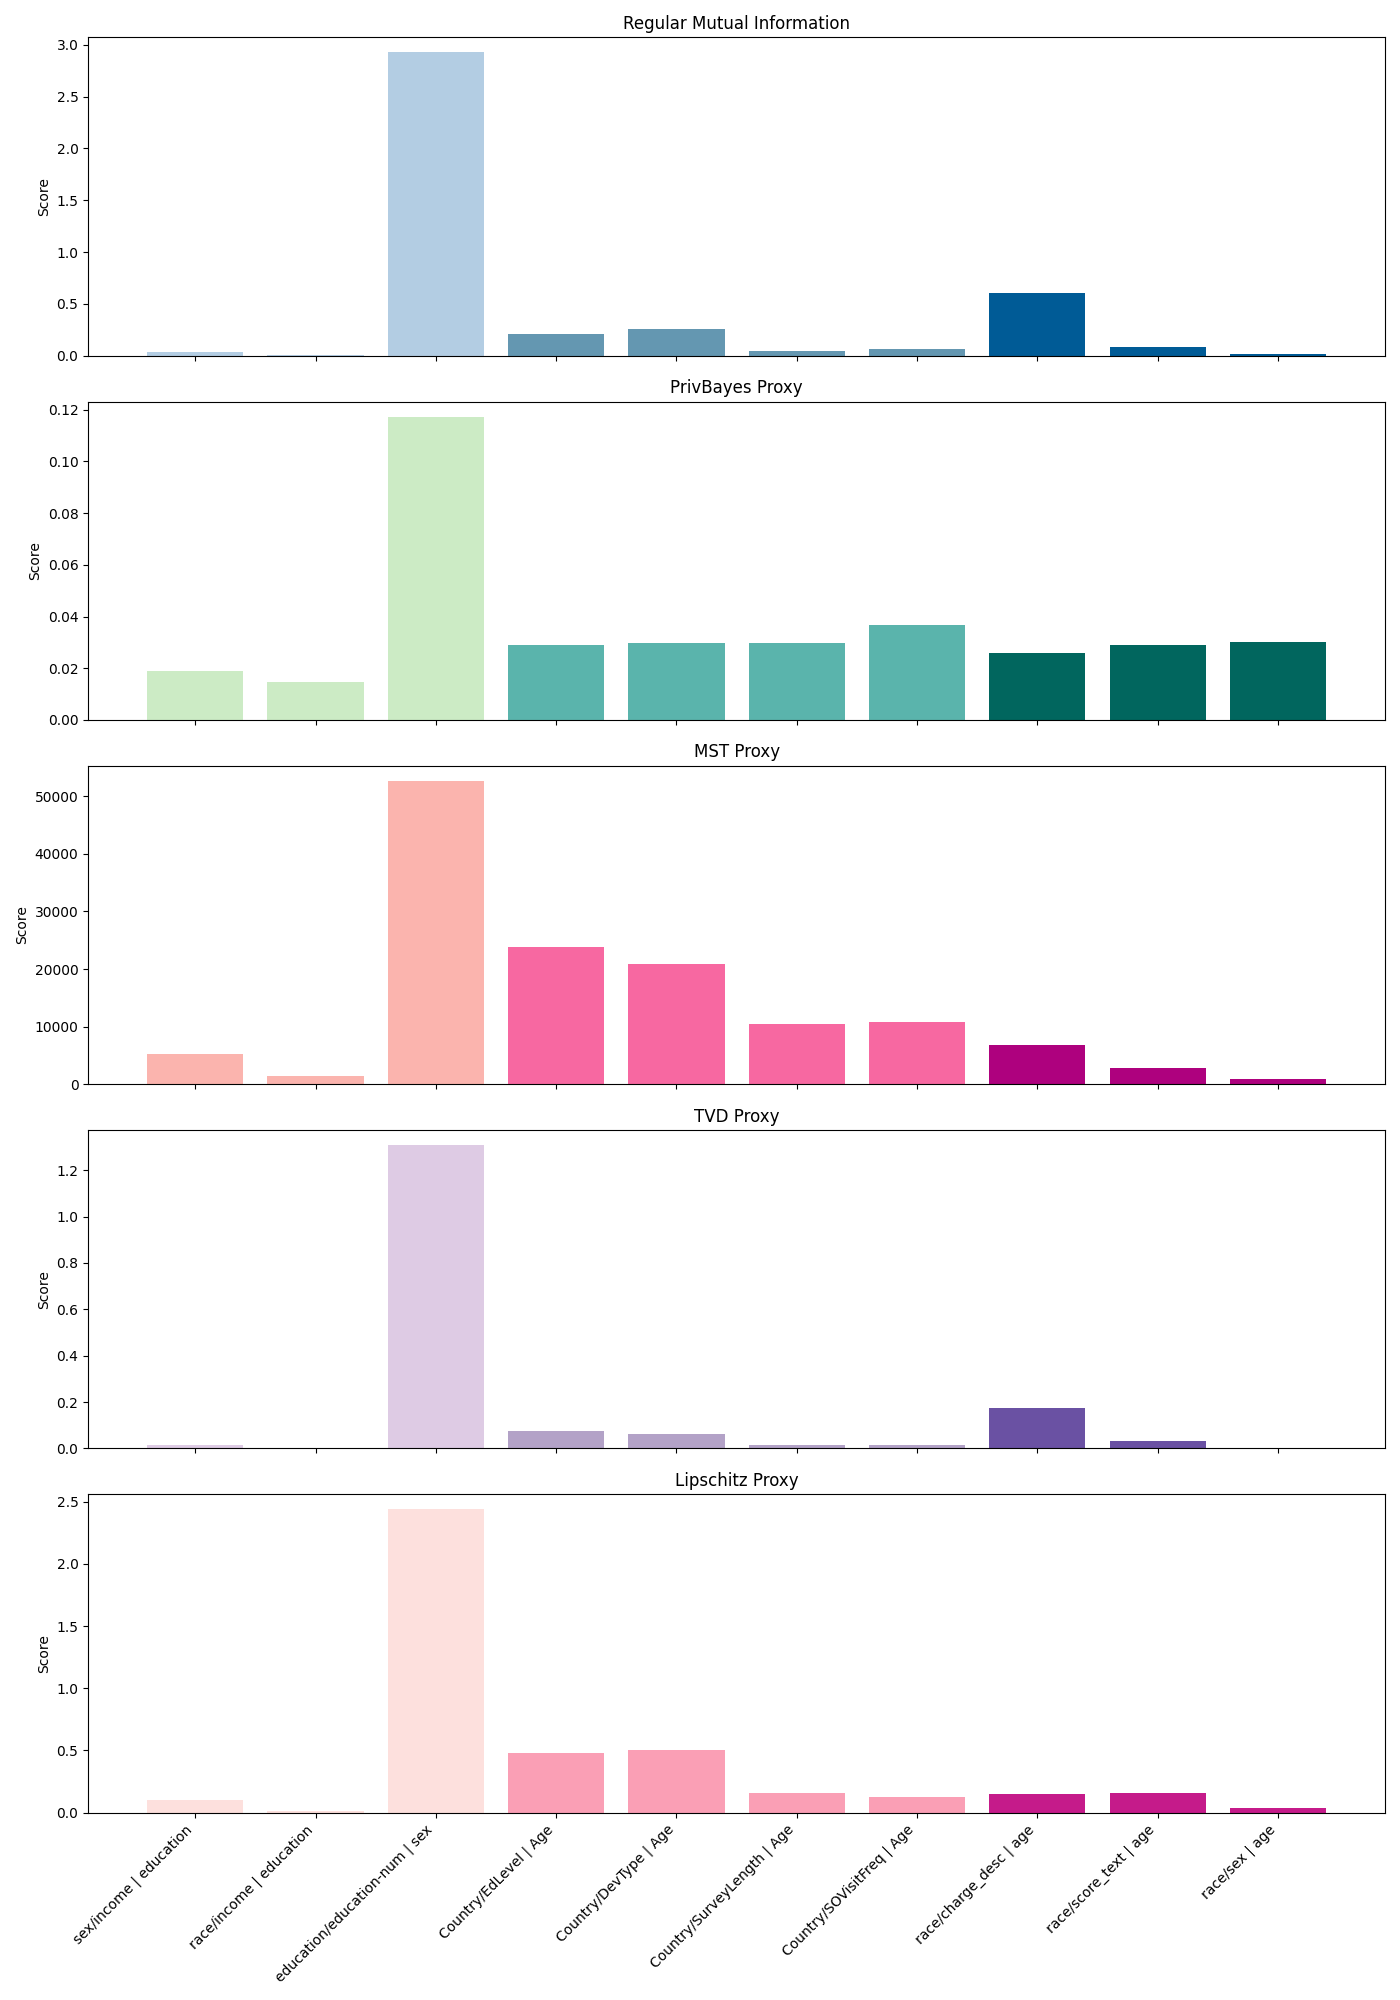 Regular Mutual Information
3.0
2.5
2.0
1.5
1.0
0.5
0.0
Score
PrivBayes Proxy
0.12
0.10
0.08
0.06
0.04
0.02
0.00
Score
MST Proxy
50000
40000
30000
20000
10000
0
Score
TVD Proxy
1.2
1.0
0.8
0.6
0.4
0.2
0.0
Score
Lipschitz Proxy
2.5
2.0
1.5
1.0
0.5
0.0
Score
sex/income | education
race/income | education
education/education-num | sex
Country/EdLevel | Age
Country/DevType | Age
Country/SurveyLength | Age
Country/SOVisitFreq | Age
race/charge_desc | age
race/score_text | age
race/sex | age